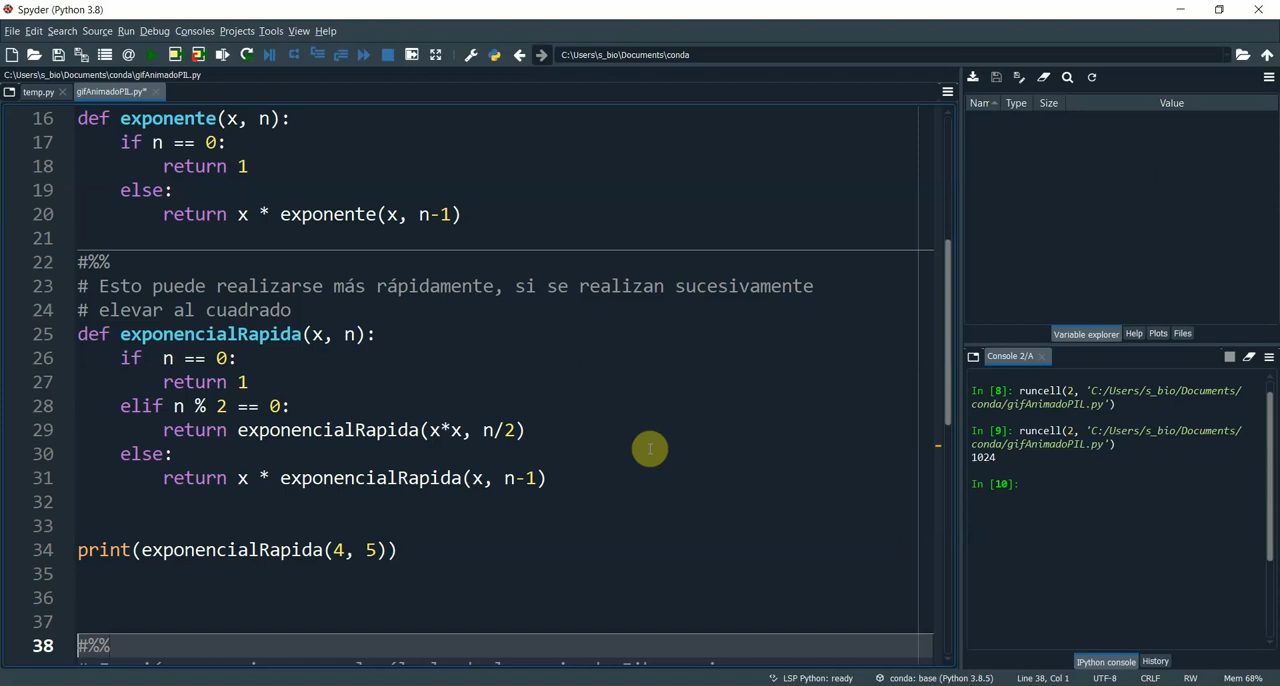 Spyder (Python 3.8)
File Edit Search Source Run Debug Consoles Projects Tools View Help
C:\Users\s_bio\Documents\conda
C:\Users\s_bio\Documents\conda\gifAnimadoPIL.py
temp.py
gifAnimadoPIL.py*
16 def exponente(x, n):
17 if n == 0:
18 return 1
19 else:
20 return x * exponente(x, n-1)
21
22 #%%
23 # Esto puede realizarse más rápidamente, si se realizan sucesivamente
24 # elevar al cuadrado
25 def exponencialRapida(x, n):
26 if  n == 0:
27 return 1
28 elif n % 2 == 0:
29 return exponencialRapida(x*x, n/2)
30 else:
31 return x * exponencialRapida(x, n-1)
32
33
34 print(exponencialRapida(4, 5))
35
36
37
38 #%%
Nam Type Size Value
Variable explorer Help Plots Files
Console 2/A
In [8]: runcell(2, 'C:/Users/s_bio/Documents/
conda/gifAnimadoPIL.py')
In [9]: runcell(2, 'C:/Users/s_bio/Documents/
conda/gifAnimadoPIL.py')
1024
In [10]:
IPython console History
LSP Python: ready conda: base (Python 3.8.5) Line 38, Col 1 UTF-8 CRLF RW Mem 68%